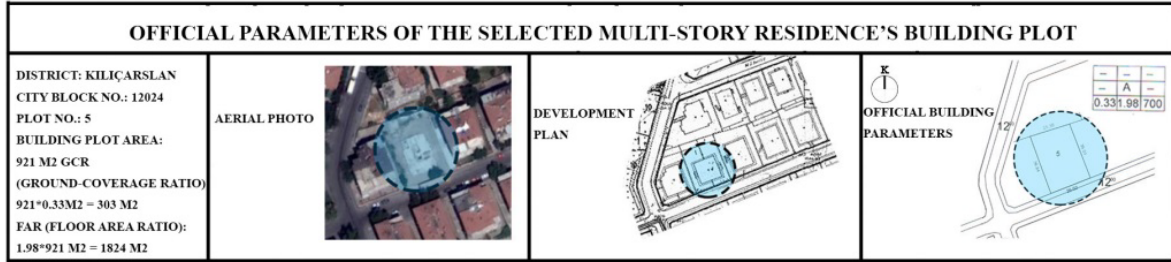 OFFICIAL PARAMETERS OF THE SELECTED MULTI-STORY RESIDENCE'S BUILDING PLOT
DISTRICT: KILIÇARSLAN
CITY BLOCK NO.: 12024
PLOT NO.: 5
BUILDING PLOT AREA:
921 M2 GCR
(GROUND-COVERAGE RATIO)
921*0.33M2 = 303 M2
FAR (FLOOR AREA RATIO):
1.98*921 M2 = 1824 M2
AERIAL PHOTO
DEVELOPMENT
PLAN
K
OFFICIAL BUILDING
PARAMETERS
– – –
– A –
0.33 1.98 700
12
5
12